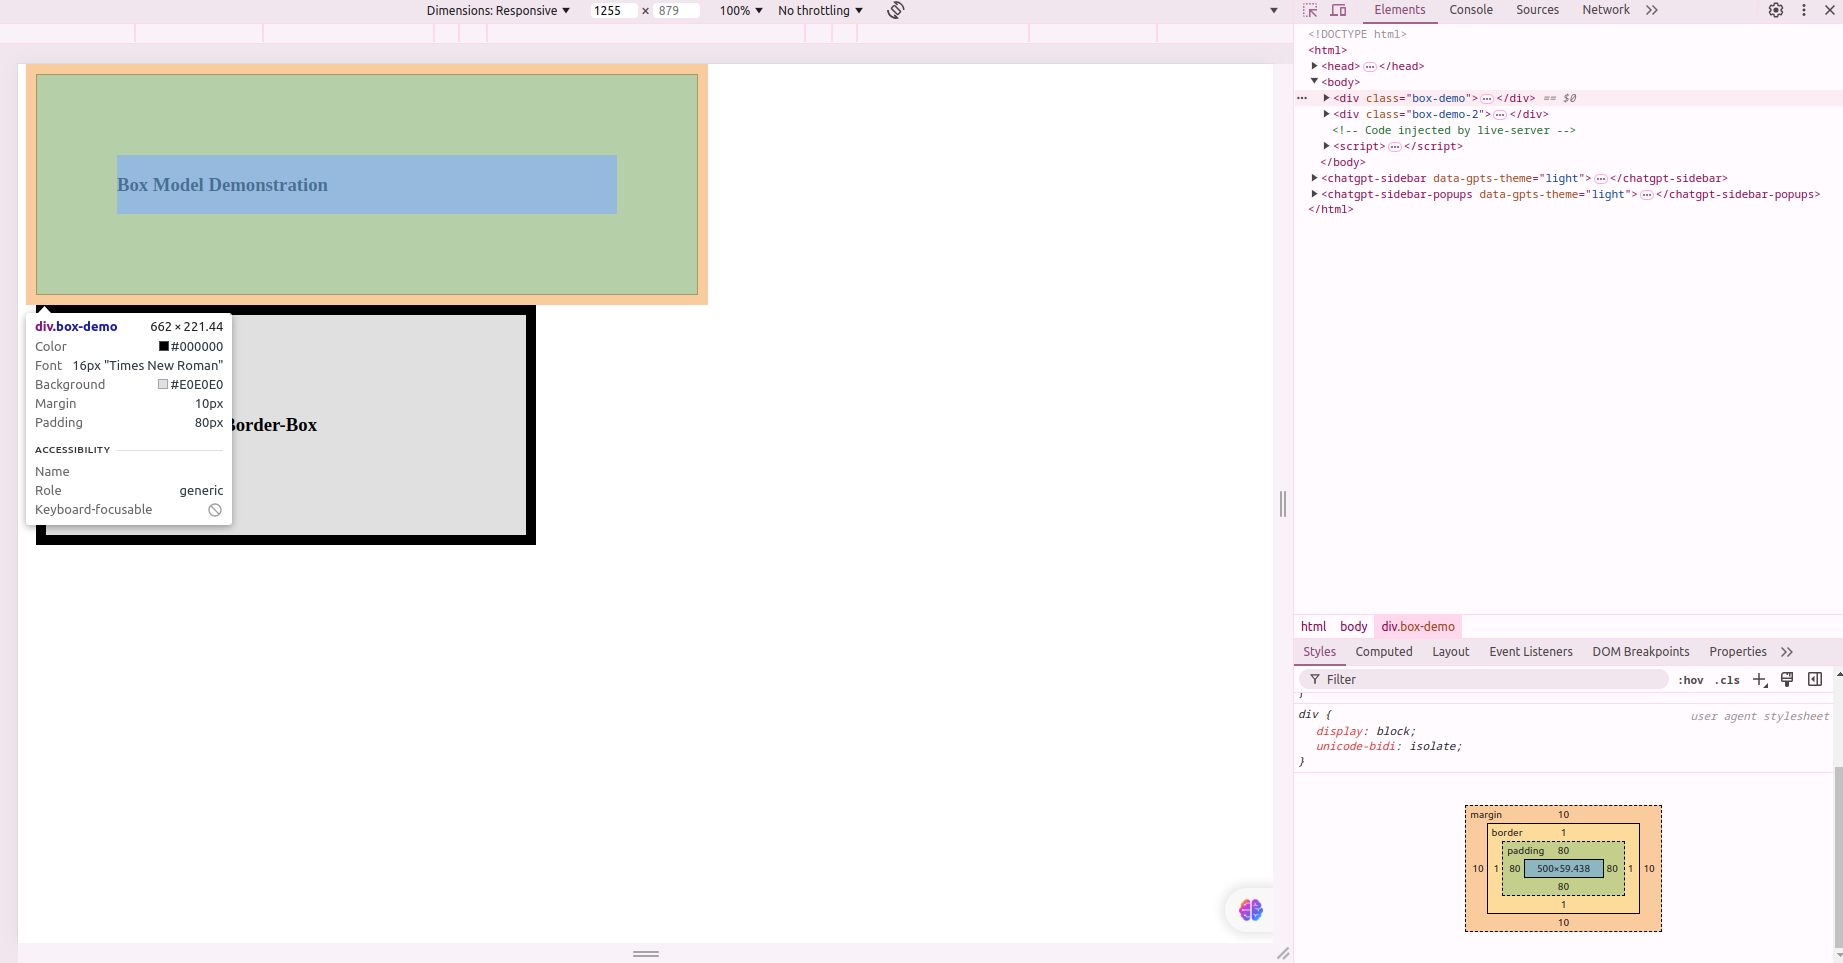 Dimensions: Responsive ▼ 1255 × 879 100% ▼ No throttling ▼
Box Model Demonstration
div.box-demo 662 × 221.44
Color #000000
Font 16px "Times New Roman"
Background #E0E0E0
Margin 10px
Padding 80px
ACCESSIBILITY
Name
Role generic
Keyboard-focusable
Border-Box
Elements Console Sources Network
<!DOCTYPE html>
<html>
<head> ⋯ </head>
<body>
<div class="box-demo"> ⋯ </div> == $0
<div class="box-demo-2"> ⋯ </div>
<!-- Code injected by live-server -->
<script> ⋯ </script>
</body>
<chatgpt-sidebar data-gpts-theme="light"> ⋯ </chatgpt-sidebar>
<chatgpt-sidebar-popups data-gpts-theme="light"> ⋯ </chatgpt-sidebar-popups>
</html>
html body div.box-demo
Styles Computed Layout Event Listeners DOM Breakpoints Properties
Filter :hov .cls
}
div { user agent stylesheet
display: block;
unicode-bidi: isolate;
}
margin 10
border 1
padding 80
10 1 80 500×59.438 80 1 10
80
1
10